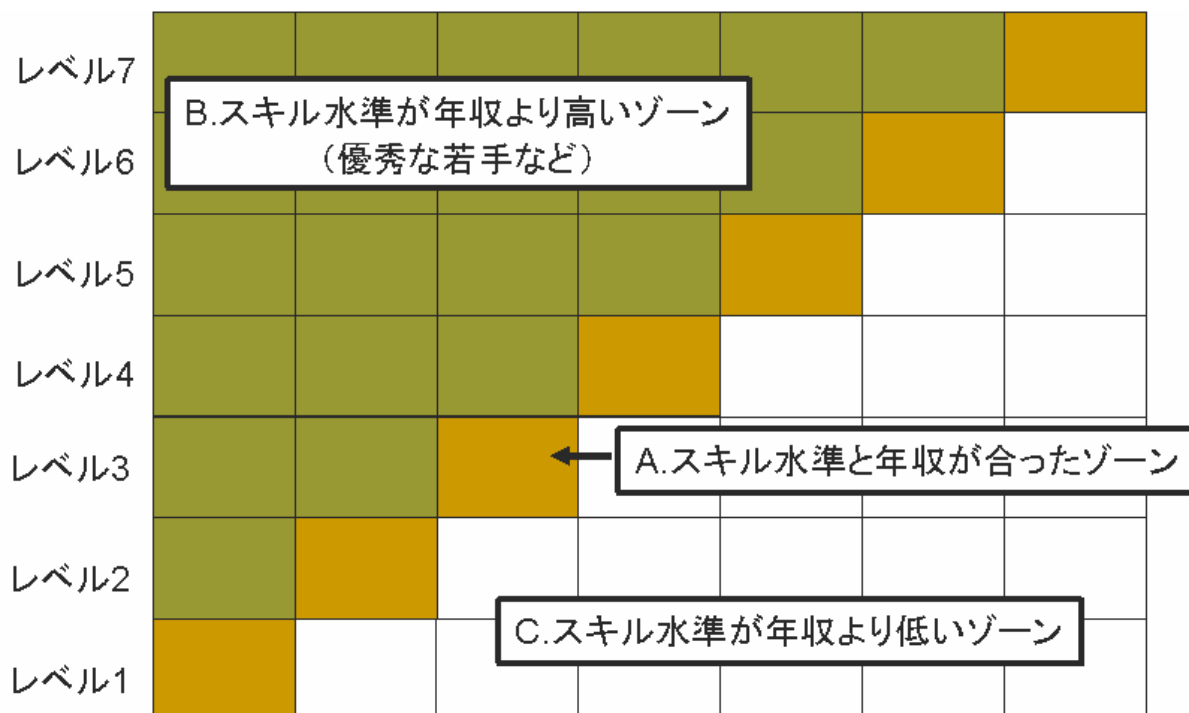 レベル7
B.スキル水準が年収より高いゾーン
(優秀な若手など)
レベル6
レベル5
レベル4
レベル3
A.スキル水準と年収が合ったゾーン
レベル2
C.スキル水準が年収より低いゾーン
レベル1